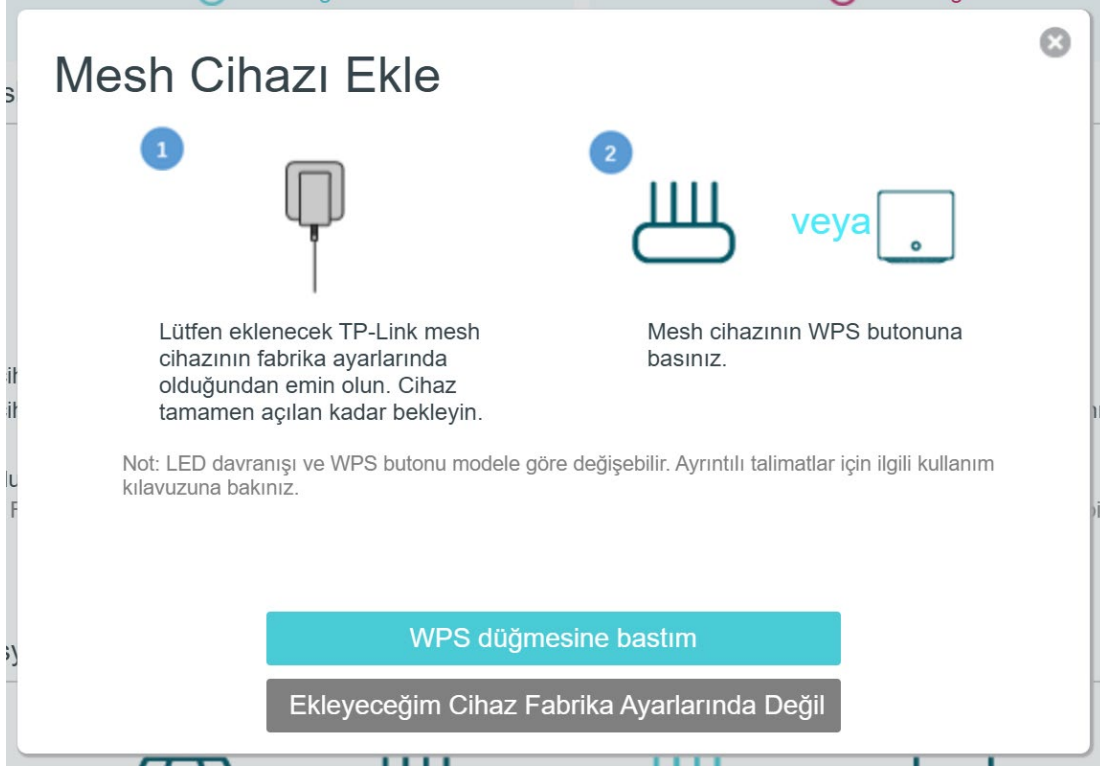 Mesh Cihazı Ekle
1
2
veya
Lütfen eklenecek TP-Link mesh
cihazının fabrika ayarlarında
olduğundan emin olun. Cihaz
tamamen açılan kadar bekleyin.
Mesh cihazının WPS butonuna
basınız.
Not: LED davranışı ve WPS butonu modele göre değişebilir. Ayrıntılı talimatlar için ilgili kullanım
kılavuzuna bakınız.
WPS düğmesine bastım
Ekleyeceğim Cihaz Fabrika Ayarlarında Değil